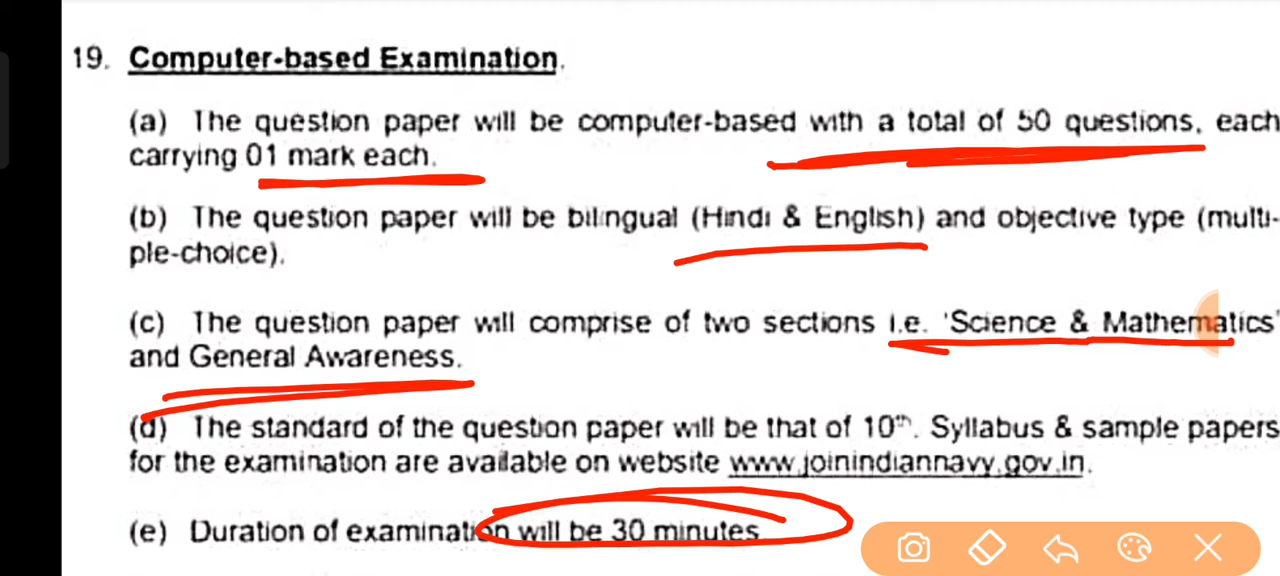 19. Computer-based Examination.
(a) The question paper will be computer-based with a total of 50 questions, each
carrying 01 mark each.
(b) The question paper will be bilingual (Hindi & English) and objective type (multi-
ple-choice).
(c) The question paper will comprise of two sections i.e. 'Science & Mathematics'
and General Awareness.
(d) The standard of the question paper will be that of 10th. Syllabus & sample papers
for the examination are available on website www.joinindiannavy.gov.in.
(e) Duration of examination will be 30 minutes